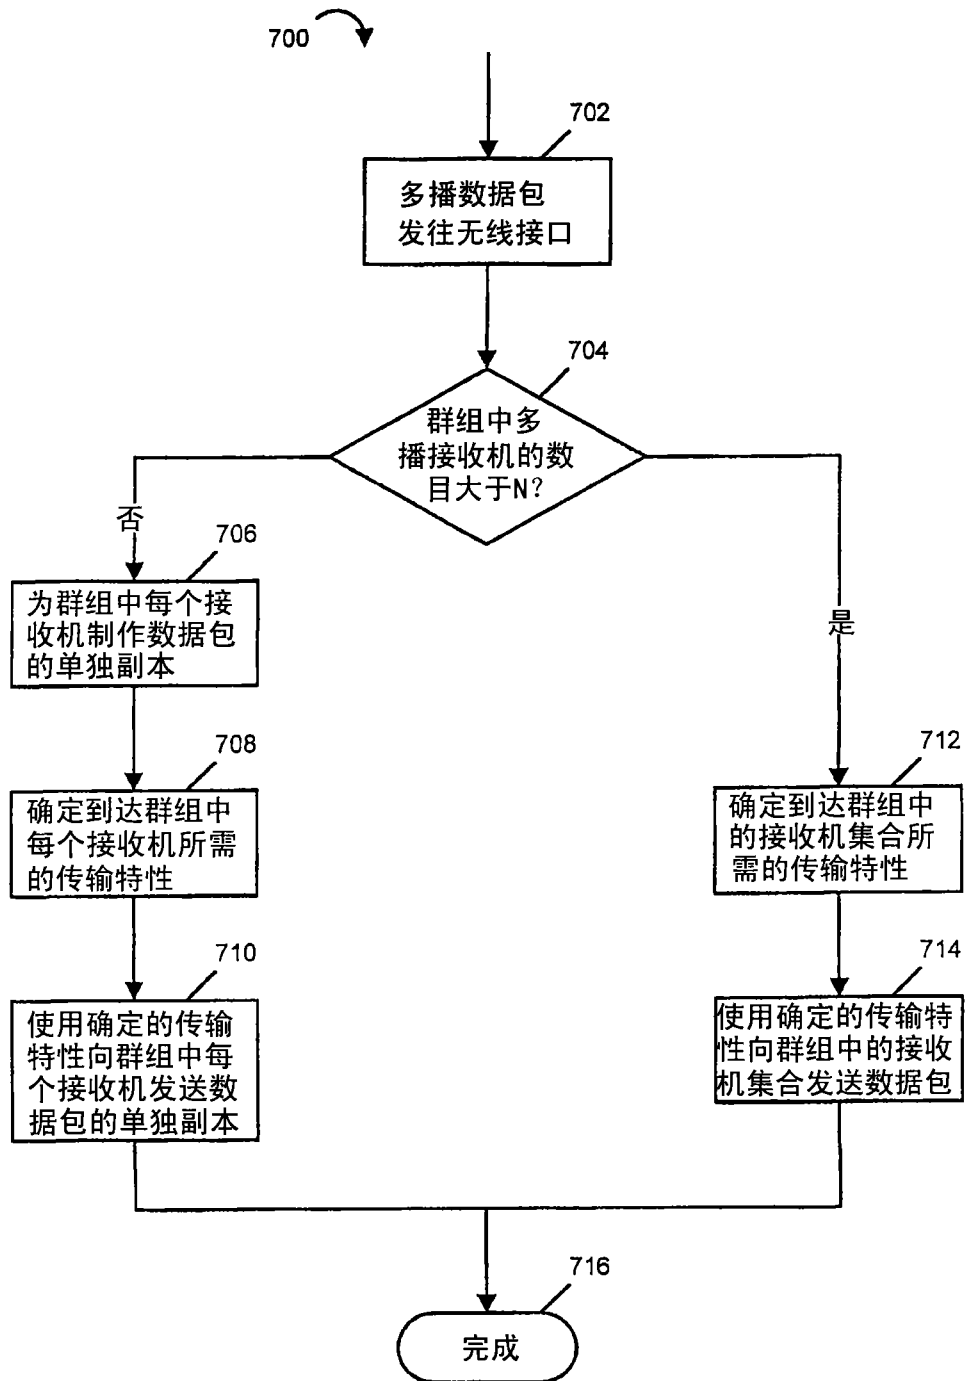 700
702
多播数据包
发往无线接口
704
群组中多
播接收机的数
目大于N?
否
706
为群组中每个接
收机制作数据包
的单独副本
是
708
确定到达群组中
每个接收机所需
的传输特性
712
确定到达群组中
的接收机集合所
需的传输特性
710
使用确定的传输
特性向群组中每
个接收机发送数
据包的单独副本
714
使用确定的传输特
性向群组中的接收
机集合发送数据包
716
完成